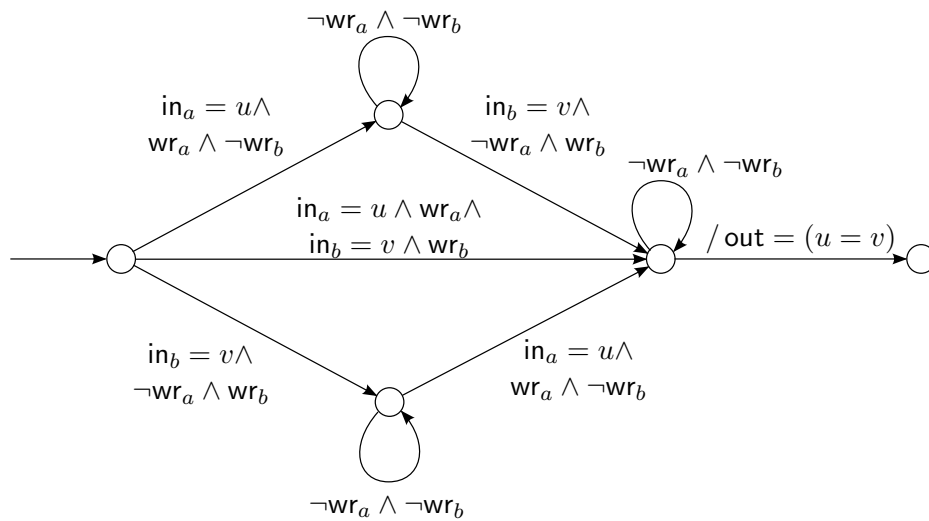 ¬wr_a ∧ ¬wr_b
in_a = u∧
wr_a ∧ ¬wr_b
in_b = v∧
¬wr_a ∧ wr_b
¬wr_a ∧ ¬wr_b
in_a = u ∧ wr_a∧
in_b = v ∧ wr_b
/ out = (u = v)
in_b = v∧
¬wr_a ∧ wr_b
in_a = u∧
wr_a ∧ ¬wr_b
¬wr_a ∧ ¬wr_b